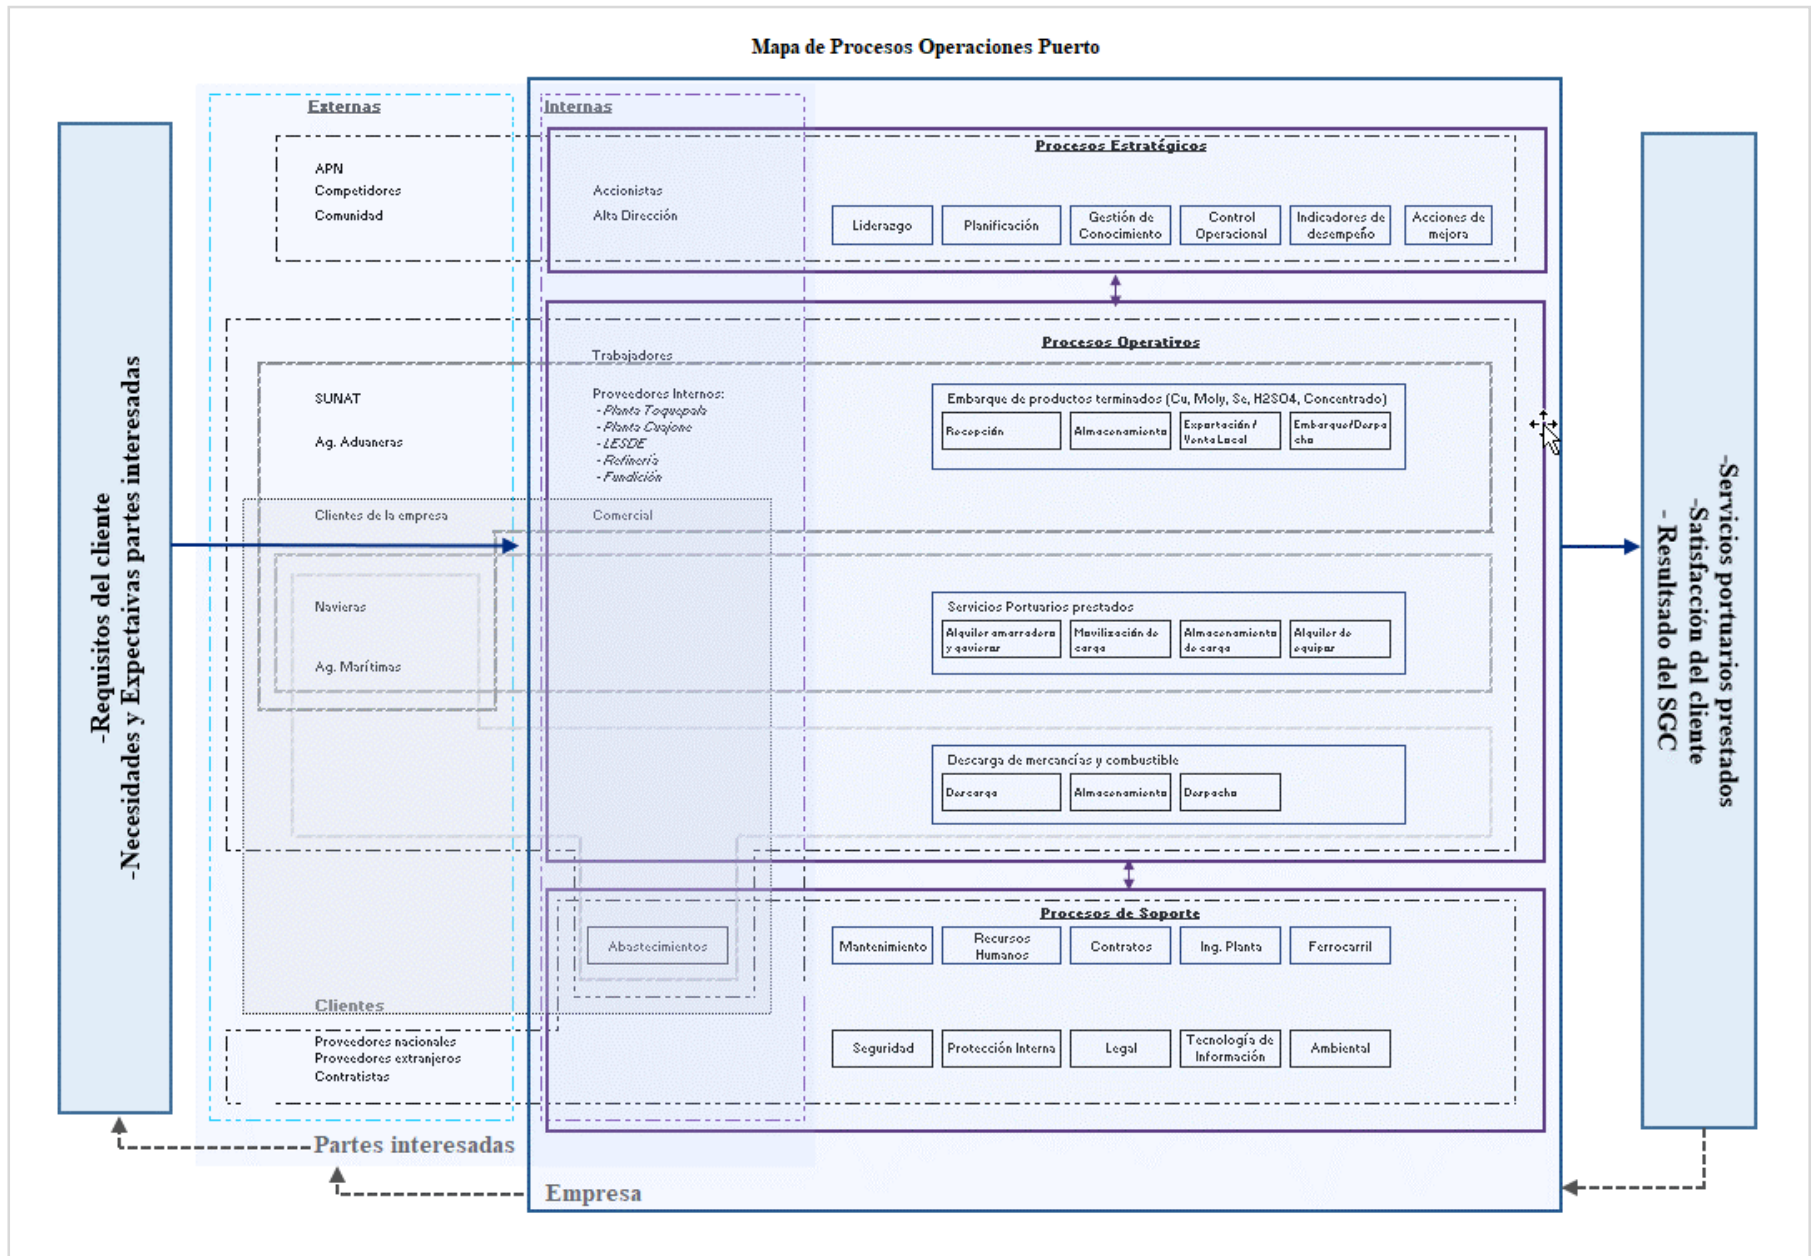 Mapa de Procesos Operaciones Puerto
-Requisitos del cliente
-Necesidades y Expectaivas partes interesadas
Externas
Internas
APN
Competidores
Comunidad
Accionistas
Alta Dirección
Procesos Estratégicos
Liderazgo
Planificación
Gestión de
Conocimiento
Control
Operacional
Indicadores de
desempeño
Acciones de
mejora
Procesos Operativos
Trabajadores
SUNAT
Ag. Aduaneras
Proveedores Internos:
- Planta Toquepala
- Planta Cuajone
- LESDE
- Refinería
- Fundición
Embarque de productos terminados (Cu, Moly, Se, H2SO4, Concentrado)
Recepción
Almacenamiento
Exportación /
Venta Local
Embarque/Despa
cho
Clientes de la empresa
Comercial
Navieras
Ag. Marítimas
Servicios Portuarios prestados
Alquiler amarradero
y gavieros
Movilización de
carga
Almacenamiento
de carga
Alquiler de
equipos
Descarga de mercancías y combustible
Descarga
Almacenamiento
Despacho
Procesos de Soporte
Abastecimientos
Mantenimiento
Recursos
Humanos
Contratos
Ing. Planta
Ferrocarril
Clientes
Proveedores nacionales
Proveedores extranjeros
Contratistas
Seguridad
Protección Interna
Legal
Tecnología de
Información
Ambiental
Partes interesadas
Empresa
-Servicios portuarios prestados
-Satisfacción del cliente
- Resultsado del SGC